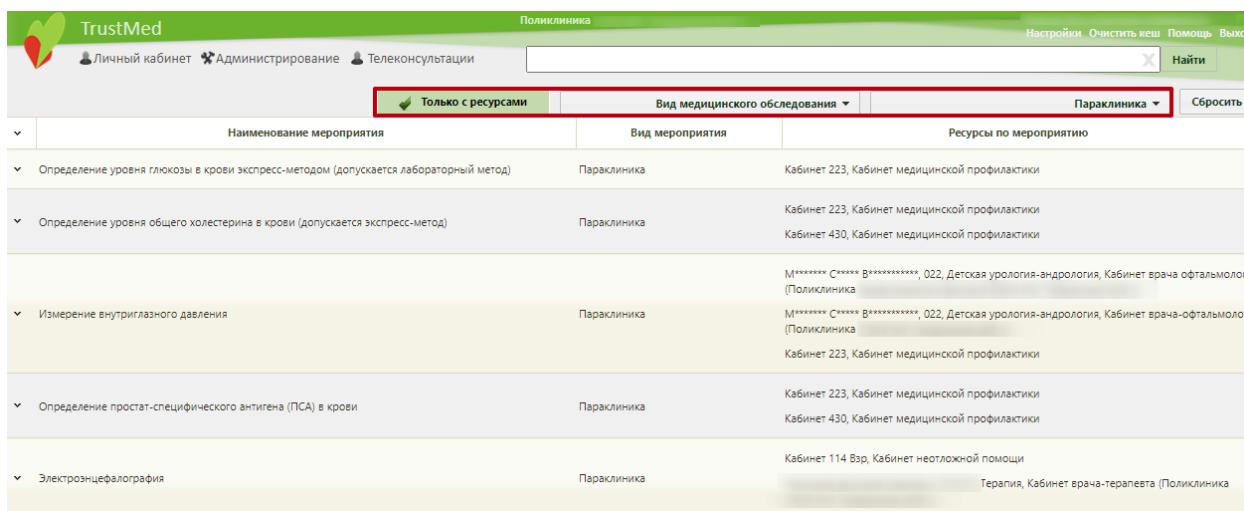 TrustMed
Поликлиника
Настройки Очистить кеш Помощь
Личный кабинет Администрирование Телеконсультации
X Найти
Только с ресурсами Вид медицинского обследования Параклиника Сбросить
Наименование мероприятия Вид мероприятия Ресурсы по мероприятию
Определение уровня глюкозы в крови экспресс-методом (допускается лабораторный метод) Параклиника Кабинет 223, Кабинет медицинской профилактики
Кабинет 223, Кабинет медицинской профилактики
Определение уровня общего холестерина в крови (допускается экспресс-метод) Параклиника
Кабинет 430, Кабинет медицинской профилактики
М******* С***** В***********, 022, Детская урология-андрология, Кабинет врача офтальмолог
(Поликлиника
Измерение внутриглазного давления Параклиника М******* С***** В***********, 022, Детская урология-андрология, Кабинет врача-офтальмоло
(Поликлиника
Кабинет 223, Кабинет медицинской профилактики
Кабинет 223, Кабинет медицинской профилактики
Определение простат-специфического антигена (ПСА) в крови Параклиника
Кабинет 430, Кабинет медицинской профилактики
Кабинет 114 Взр, Кабинет неотложной помощи
Электроэнцефалография Параклиника Терапия, Кабинет врача-терапевта (Поликлиника